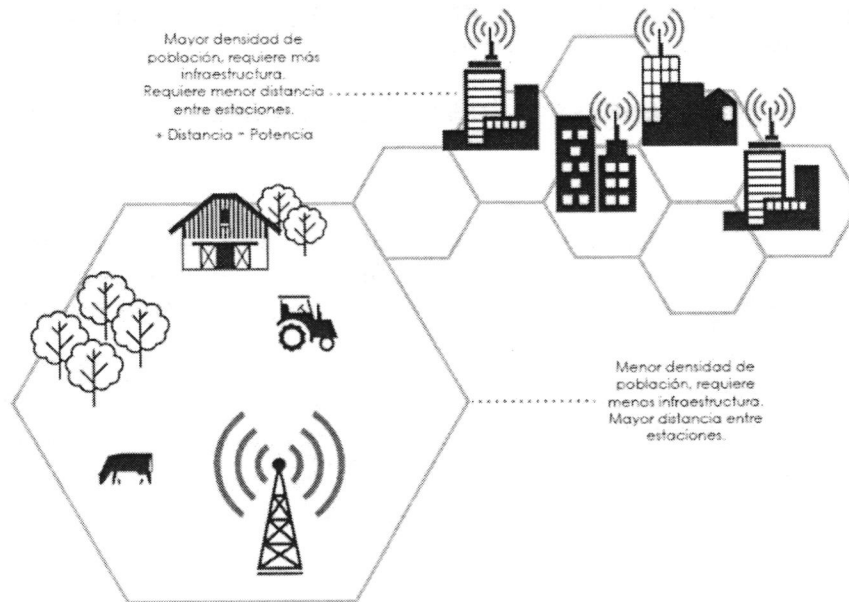 Mayor densidad de
población, requiere más
infraestructura.
Requiere menor distancia
entre estaciones.
+ Distancia - Potencia
Menor densidad de
población, requiere
menos infraestructura.
Mayor distancia entre
estaciones.